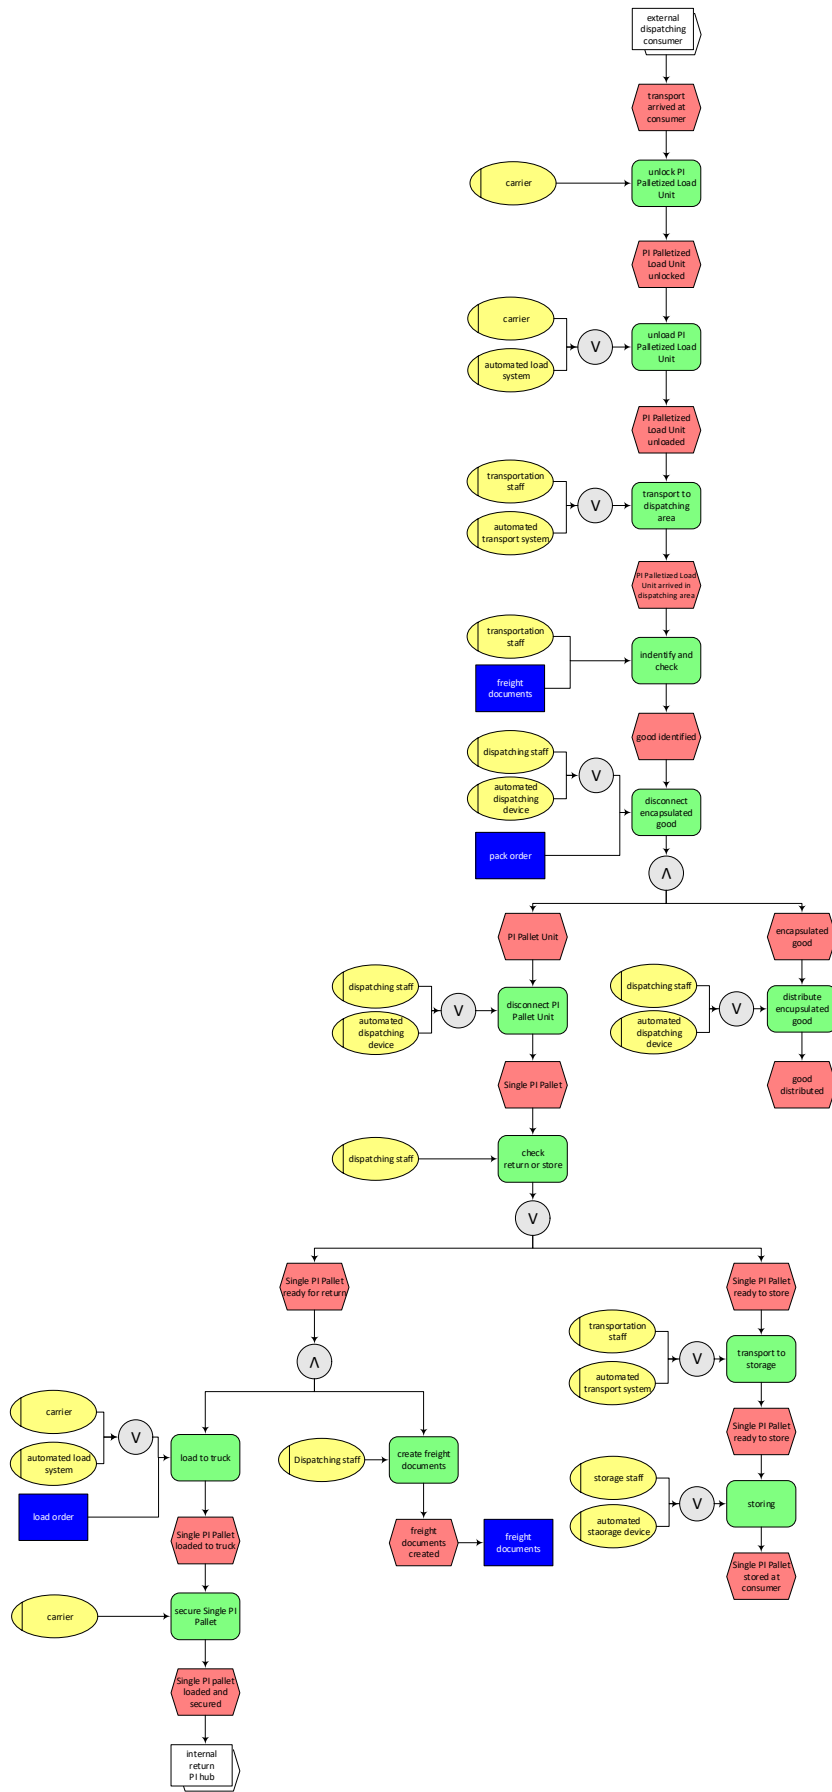 external
dispatching
consumer
transport
arrived at
consumer
carrier
unlock PI
Palletized Load
Unit
PI Palletized
Load Unit
unlocked
carrier
automated load
system
V
unload PI
Palletized Load
Unit
PI Palletized
Load Unit
unloaded
transportation
staff
automated
transport system
V
transport to
dispatching
area
PI Palletized Load
Unit arrived in
dispatching area
transportation
staff
freight
documents
indentify and
check
good identified
dispatching staff
automated
dispatching
device
V
pack order
disconnect
encapsulated
good
Λ
PI Pallet Unit
encapsulated
good
dispatching staff
automated
dispatching
device
V
disconnect PI
Pallet Unit
dispatching staff
automated
dispatching
device
V
distribute
encupsulated
good
Single PI Pallet
good
distributed
dispatching staff
check
return or store
V
Single PI Pallet
ready for return
Single PI Pallet
ready to store
Λ
transportation
staff
automated
transport system
V
transport to
storage
carrier
automated load
system
V
load order
load to truck
Dispatching staff
create freight
documents
Single PI Pallet
ready to store
storage staff
automated
staorage device
V
storing
Single PI Pallet
loaded to truck
freight
documents
created
freight
documents
Single PI Pallet
stored at
consumer
carrier
secure Single PI
Pallet
Single PI pallet
loaded and
secured
internal
return
PI hub